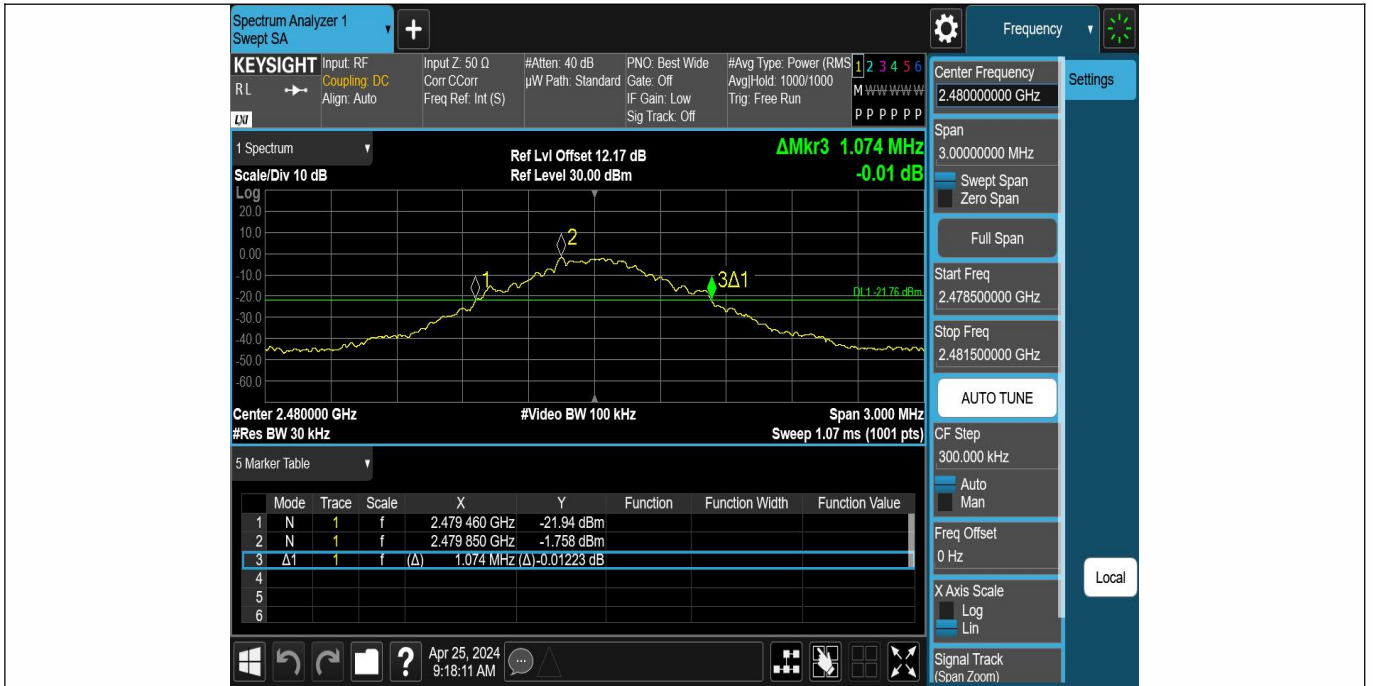 Spectrum Analyzer 1
Swept SA
+
Frequency
KEYSIGHT
RL
LXI
Input: RF
Coupling: DC
Align: Auto
Input Z: 50 Ω
Corr CCorr
Freq Ref: Int (S)
#Atten: 40 dB
µW Path: Standard
PNO: Best Wide
Gate: Off
IF Gain: Low
Sig Track: Off
#Avg Type: Power (RMS
Avg|Hold: 1000/1000
Trig: Free Run
1 2 3 4 5 6
M W W W W W
P P P P P P
Center Frequency
2.480000000 GHz
Settings
Span
3.00000000 MHz
Swept Span
Zero Span
Full Span
Start Freq
2.478500000 GHz
Stop Freq
2.481500000 GHz
AUTO TUNE
CF Step
300.000 kHz
Auto
Man
Freq Offset
0 Hz
X Axis Scale
Log
Lin
Signal Track
(Span Zoom)
Local
1 Spectrum
Scale/Div 10 dB
Ref Lvl Offset 12.17 dB
Ref Level 30.00 dBm
ΔMkr3 1.074 MHz
-0.01 dB
Log
20.0
10.0
0.00
-10.0
-20.0
-30.0
-40.0
-50.0
-60.0
1
2
3Δ1
DL1 -21.76 dBm
Center 2.480000 GHz
#Res BW 30 kHz
#Video BW 100 kHz
Span 3.000 MHz
Sweep 1.07 ms (1001 pts)
5 Marker Table
Mode Trace Scale X Y Function Function Width Function Value
1 N 1 f 2.479 460 GHz -21.94 dBm
2 N 1 f 2.479 850 GHz -1.758 dBm
3 Δ1 1 f (Δ) 1.074 MHz (Δ) -0.01223 dB
4
5
6
?
Apr 25, 2024
9:18:11 AM